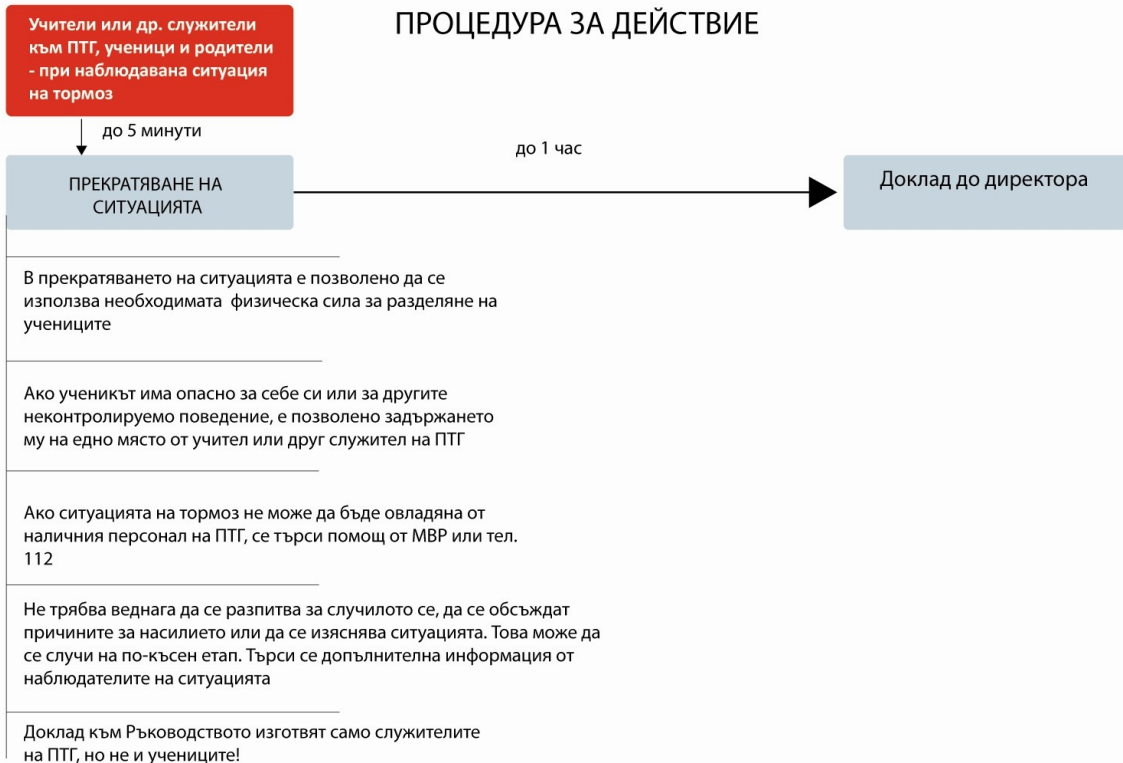 ПРОЦЕДУРА ЗА ДЕЙСТВИЕ
Учители или др. служители
към ПТГ, ученици и родители
- при наблюдавана ситуация
на тормоз
до 5 минути
ПРЕКРАТЯВАНЕ НА
СИТУАЦИЯТА
до 1 час
Доклад до директора
В прекратяването на ситуацията е позволено да се
използва необходимата физическа сила за разделяне на
учениците
Ако ученикът има опасно за себе си или за другите
неконтролируемо поведение, е позволено задържането
му на едно място от учител или друг служител на ПТГ
Ако ситуацията на тормоз не може да бъде овладяна от
наличния персонал на ПТГ, се търси помощ от МВР или тел.
112
Не трябва веднага да се разпитва за случилото се, да се обсъждат
причините за насилието или да се изяснява ситуацията. Това може да
се случи на по-късен етап. Търси се допълнителна информация от
наблюдателите на ситуацията
Доклад към Ръководството изготвят само служителите
на ПТГ, но не и учениците!